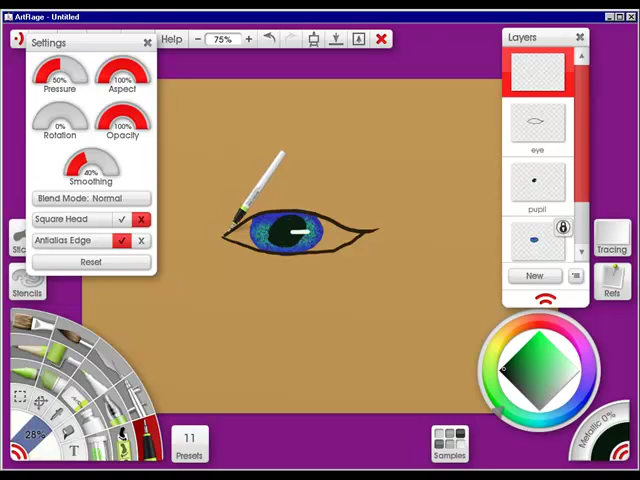 ArtRage - Untitled
Settings
Help
75%
Layers
50%
Pressure
100%
Aspect
0%
Rotation
100%
Opacity
40%
Smoothing
eye
Blend Mode: Normal
pupil
Square Head
Antialias Edge
Reset
Tracing
New
Stencils
Refs
28%
T
11
Presets
Samples
Metallic 0%